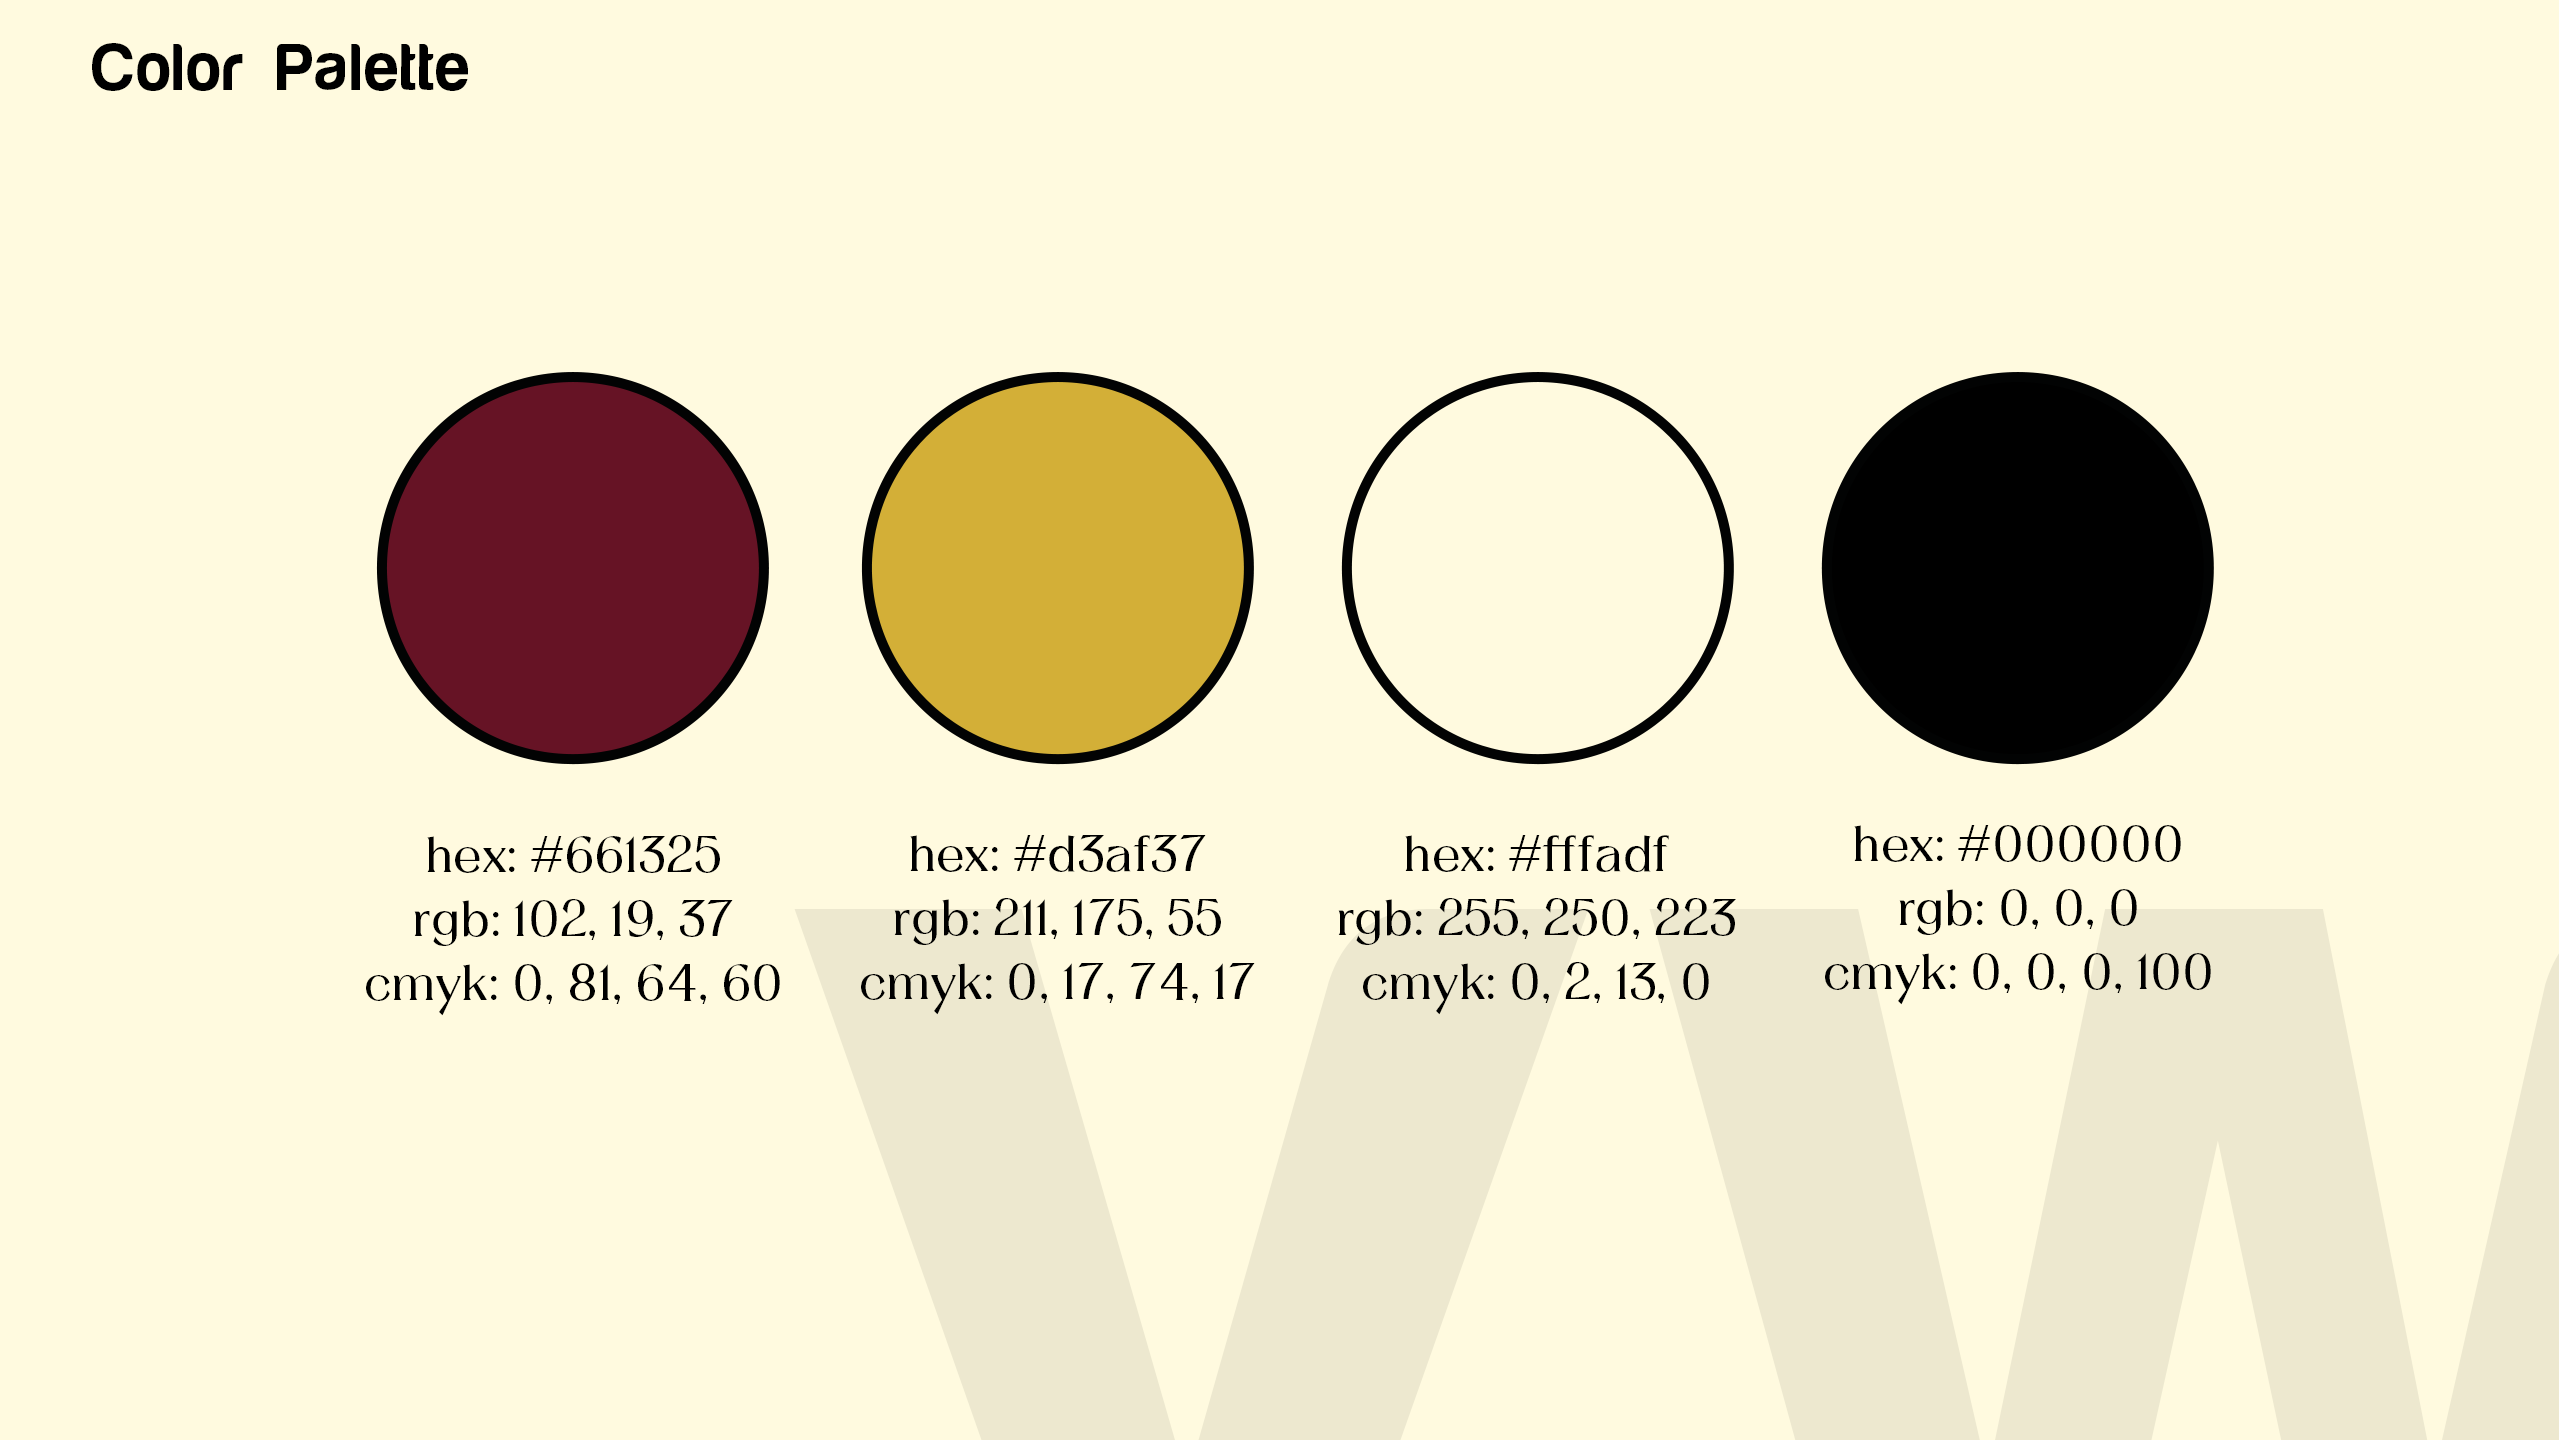 Color Palette
hex: #661325
rgb: 102, 19, 37
cmyk: 0, 81, 64, 60
hex: #d3af37
rgb: 211, 175, 55
cmyk: 0, 17, 74, 17
hex: #fffadf
rgb: 255, 250, 223
cmyk: 0, 2, 13, 0
hex: #000000
rgb: 0, 0, 0
cmyk: 0, 0, 0, 100